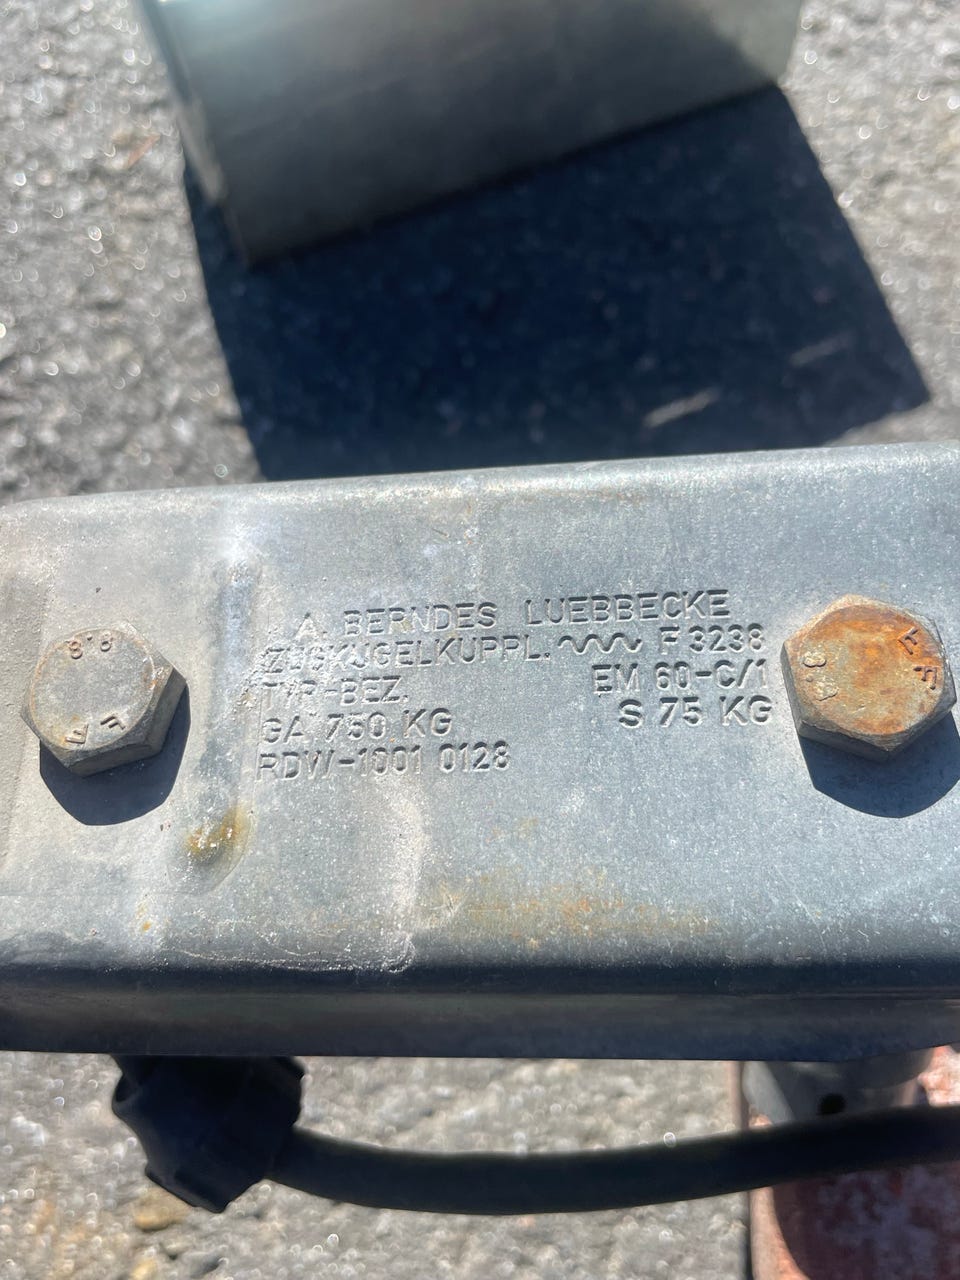 A. BERNDES LUEBBECKE
ZUGKUGELKUPPL. F 3238
TYP-BEZ. EM 60-C/1
GA 750 KG S 75 KG
RDW-1001 0128
8.8
8.8